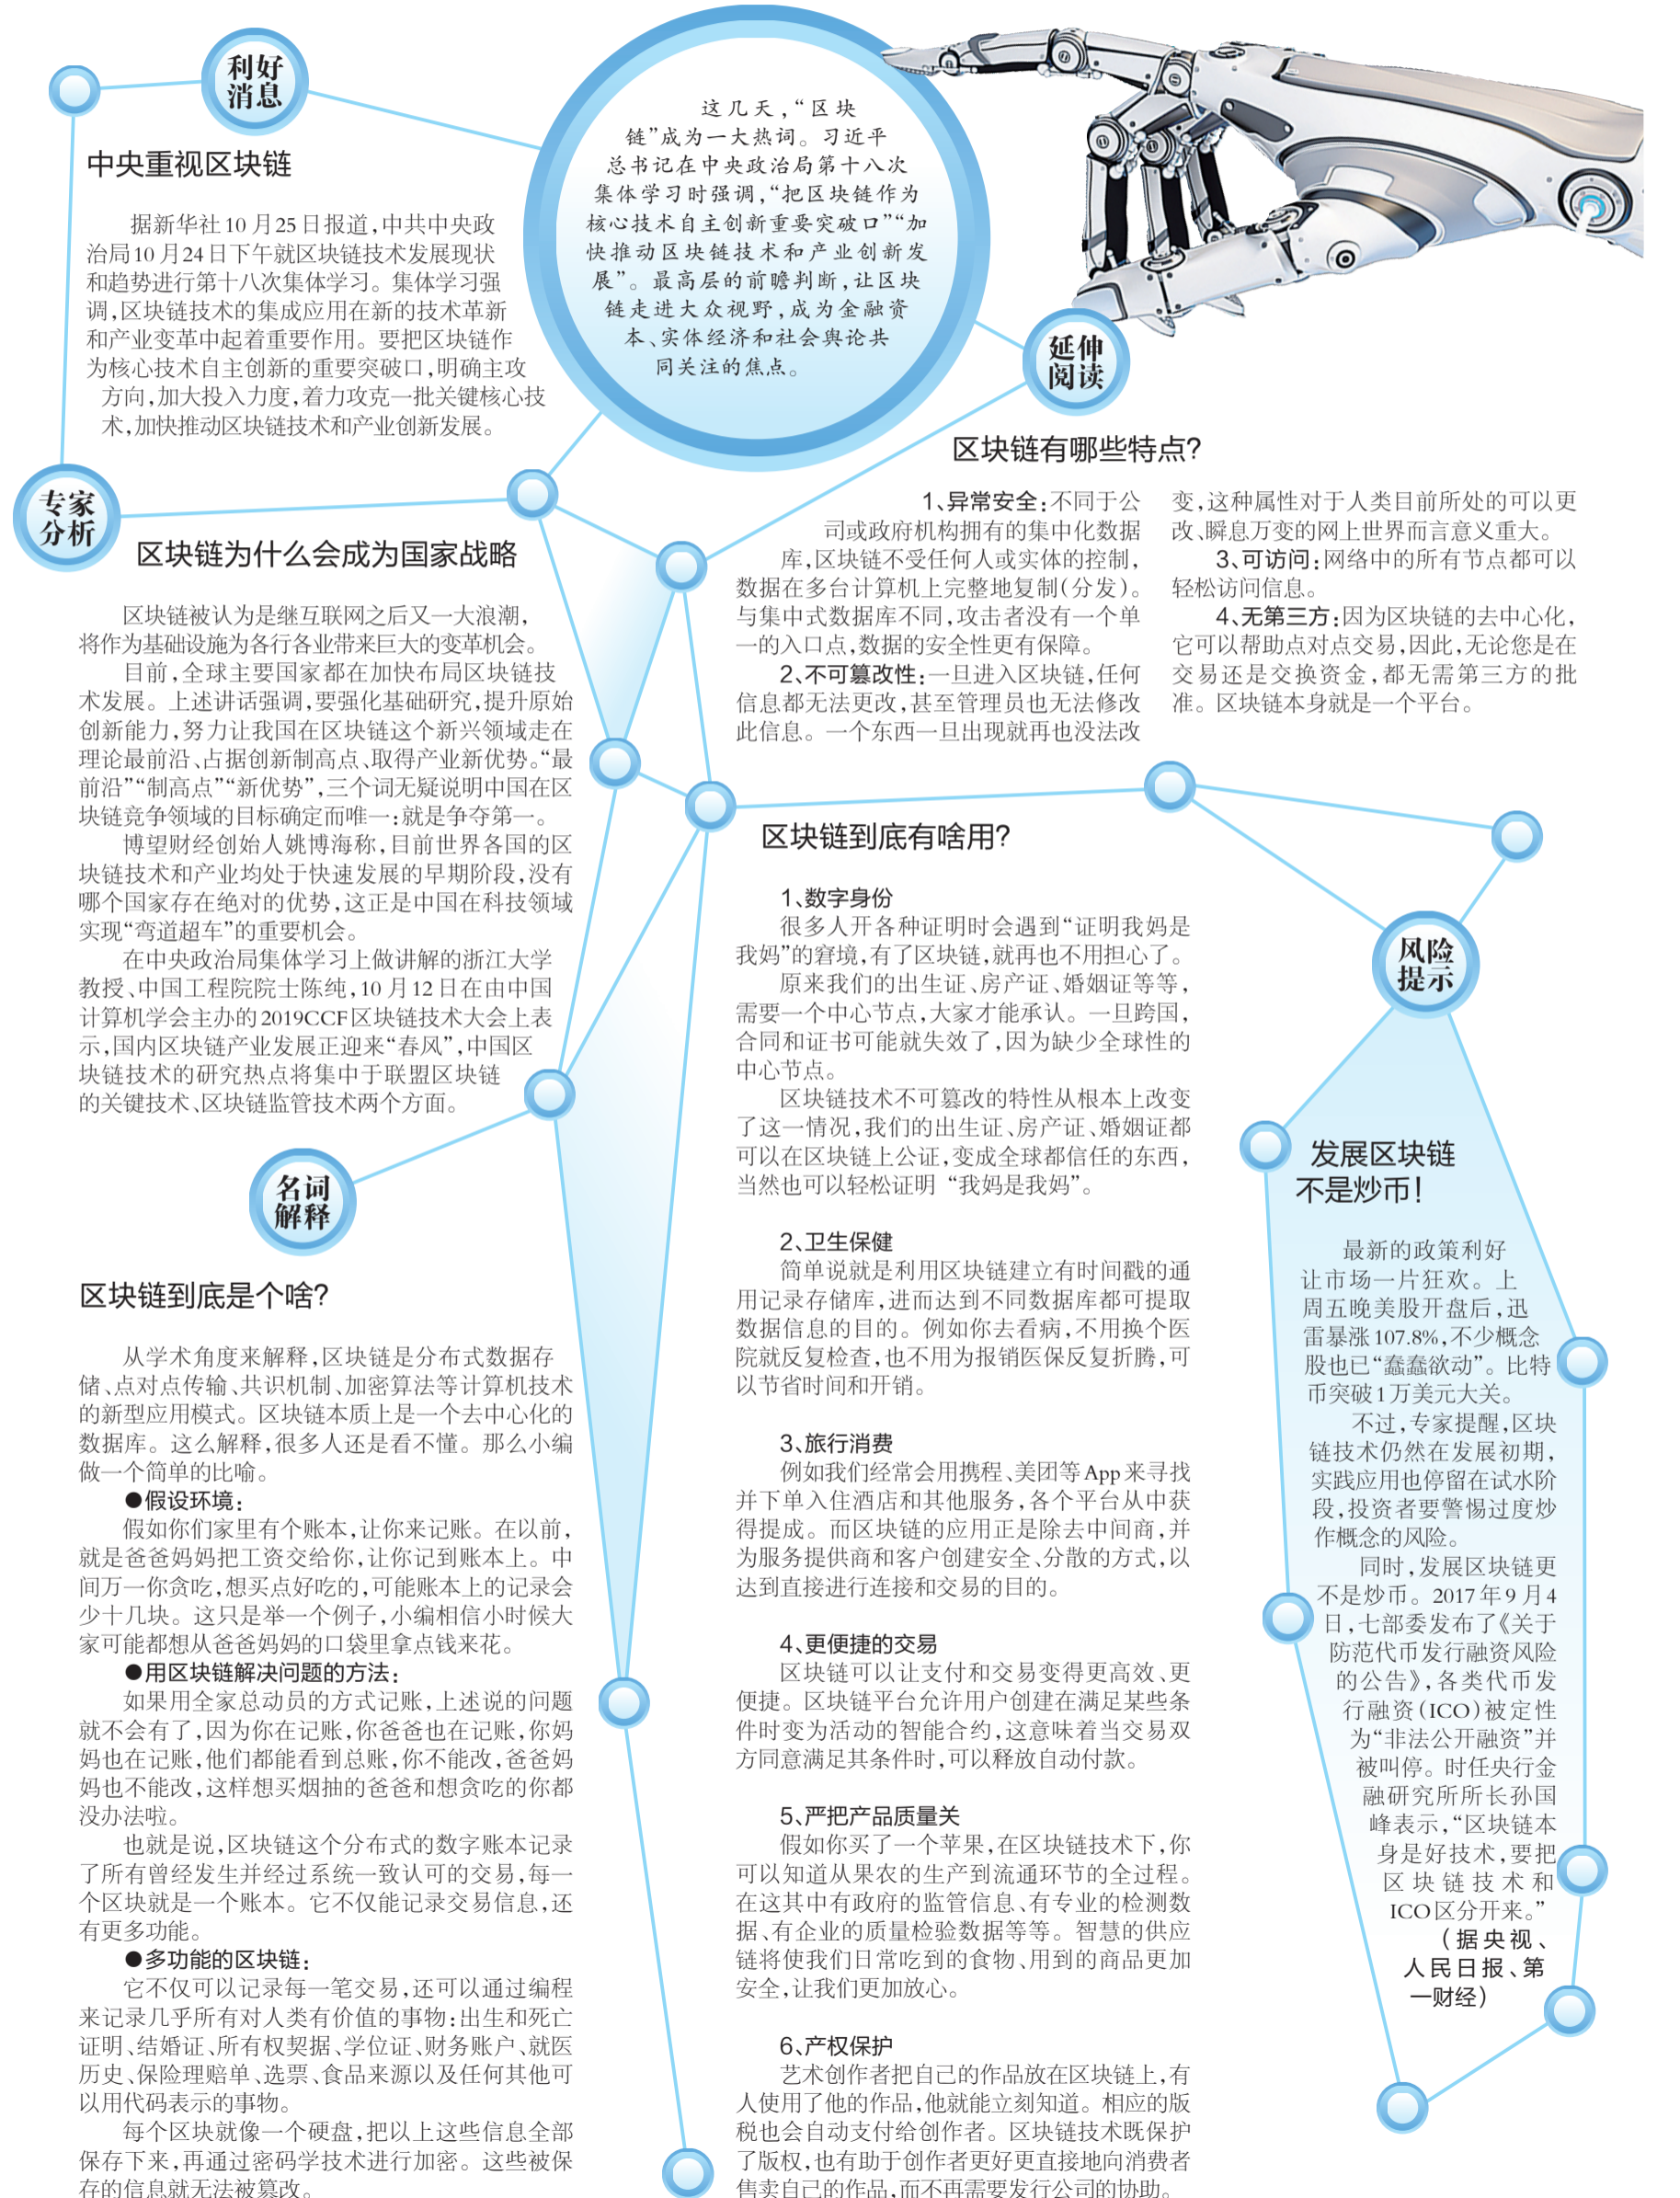 这几天，“区块
链”成为一大热词。习近平
总书记在中央政治局第十八次
集体学习时强调，“把区块链作为
核心技术自主创新重要突破口”“加
快推动区块链技术和产业创新发
展”。最高层的前瞻判断，让区块
链走进大众视野，成为金融资
本、实体经济和社会舆论共
同关注的焦点。
利好
消息
中央重视区块链
据新华社10月25日报道，中共中央政
治局10月24日下午就区块链技术发展现状
和趋势进行第十八次集体学习。集体学习强
调，区块链技术的集成应用在新的技术革新
和产业变革中起着重要作用。要把区块链作
为核心技术自主创新的重要突破口，明确主攻
方向，加大投入力度，着力攻克一批关键核心技
术，加快推动区块链技术和产业创新发展。
专家
分析
区块链为什么会成为国家战略
区块链被认为是继互联网之后又一大浪潮，
将作为基础设施为各行各业带来巨大的变革机会。
目前，全球主要国家都在加快布局区块链技
术发展。上述讲话强调，要强化基础研究，提升原始
创新能力，努力让我国在区块链这个新兴领域走在
理论最前沿、占据创新制高点、取得产业新优势。“最
前沿”“制高点”“新优势”，三个词无疑说明中国在区
块链竞争领域的目标确定而唯一：就是争夺第一。
博望财经创始人姚博海称，目前世界各国的区
块链技术和产业均处于快速发展的早期阶段，没有
哪个国家存在绝对的优势，这正是中国在科技领域
实现“弯道超车”的重要机会。
在中央政治局集体学习上做讲解的浙江大学
教授、中国工程院院士陈纯，10月12日在由中国
计算机学会主办的2019CCF区块链技术大会上表
示，国内区块链产业发展正迎来“春风”，中国区
块链技术的研究热点将集中于联盟区块链
的关键技术、区块链监管技术两个方面。
名词
解释
区块链到底是个啥？
从学术角度来解释，区块链是分布式数据存
储、点对点传输、共识机制、加密算法等计算机技术
的新型应用模式。区块链本质上是一个去中心化的
数据库。这么解释，很多人还是看不懂。那么小编
做一个简单的比喻。
●假设环境：
假如你们家里有个账本，让你来记账。在以前，
就是爸爸妈妈把工资交给你，让你记到账本上。中
间万一你贪吃，想买点好吃的，可能账本上的记录会
少十几块。这只是举一个例子，小编相信小时候大
家可能都想从爸爸妈妈的口袋里拿点钱来花。
●用区块链解决问题的方法：
如果用全家总动员的方式记账，上述说的问题
就不会有了，因为你在记账，你爸爸也在记账，你妈
妈也在记账，他们都能看到总账，你不能改，爸爸妈
妈也不能改，这样想买烟抽的爸爸和想贪吃的你都
没办法啦。
也就是说，区块链这个分布式的数字账本记录
了所有曾经发生并经过系统一致认可的交易，每一
个区块就是一个账本。它不仅能记录交易信息，还
有更多功能。
●多功能的区块链：
它不仅可以记录每一笔交易，还可以通过编程
来记录几乎所有对人类有价值的事物：出生和死亡
证明、结婚证、所有权契据、学位证、财务账户、就医
历史、保险理赔单、选票、食品来源以及任何其他可
以用代码表示的事物。
每个区块就像一个硬盘，把以上这些信息全部
保存下来，再通过密码学技术进行加密。这些被保
存的信息就无法被篡改。
延伸
阅读
区块链有哪些特点？
1、异常安全：不同于公
司或政府机构拥有的集中化数据
库，区块链不受任何人或实体的控制，
数据在多台计算机上完整地复制（分发）。
与集中式数据库不同，攻击者没有一个单
一的入口点，数据的安全性更有保障。
2、不可篡改性：一旦进入区块链，任何
信息都无法更改，甚至管理员也无法修改
此信息。一个东西一旦出现就再也没法改
变，这种属性对于人类目前所处的可以更
改、瞬息万变的网上世界而言意义重大。
3、可访问：网络中的所有节点都可以
轻松访问信息。
4、无第三方：因为区块链的去中心化，
它可以帮助点对点交易，因此，无论您是在
交易还是交换资金，都无需第三方的批
准。区块链本身就是一个平台。
区块链到底有啥用？
1、数字身份
很多人开各种证明时会遇到“证明我妈是
我妈”的窘境，有了区块链，就再也不用担心了。
原来我们的出生证、房产证、婚姻证等等，
需要一个中心节点，大家才能承认。一旦跨国，
合同和证书可能就失效了，因为缺少全球性的
中心节点。
区块链技术不可篡改的特性从根本上改变
了这一情况，我们的出生证、房产证、婚姻证都
可以在区块链上公证，变成全球都信任的东西，
当然也可以轻松证明“我妈是我妈”。
2、卫生保健
简单说就是利用区块链建立有时间戳的通
用记录存储库，进而达到不同数据库都可提取
数据信息的目的。例如你去看病，不用换个医
院就反复检查，也不用为报销医保反复折腾，可
以节省时间和开销。
3、旅行消费
例如我们经常会用携程、美团等App来寻找
并下单入住酒店和其他服务，各个平台从中获
得提成。而区块链的应用正是除去中间商，并
为服务提供商和客户创建安全、分散的方式，以
达到直接进行连接和交易的目的。
4、更便捷的交易
区块链可以让支付和交易变得更高效、更
便捷。区块链平台允许用户创建在满足某些条
件时变为活动的智能合约，这意味着当交易双
方同意满足其条件时，可以释放自动付款。
5、严把产品质量关
假如你买了一个苹果，在区块链技术下，你
可以知道从果农的生产到流通环节的全过程。
在这其中有政府的监管信息、有专业的检测数
据、有企业的质量检验数据等等。智慧的供应
链将使我们日常吃到的食物、用到的商品更加
安全，让我们更加放心。
6、产权保护
艺术创作者把自己的作品放在区块链上，有
人使用了他的作品，他就能立刻知道。相应的版
税也会自动支付给创作者。区块链技术既保护
了版权，也有助于创作者更好更直接地向消费者
售卖自己的作品，而不再需要发行公司的协助。
风险
提示
发展区块链
不是炒币！
最新的政策利好
让市场一片狂欢。上
周五晚美股开盘后，迅
雷暴涨107.8%，不少概念
股也已“蠢蠢欲动”。比特
币突破1万美元大关。
不过，专家提醒，区块
链技术仍然在发展初期，
实践应用也停留在试水阶
段，投资者要警惕过度炒
作概念的风险。
同时，发展区块链更
不是炒币。2017年9月4
日，七部委发布了《关于
防范代币发行融资风险
的公告》，各类代币发
行融资（ICO）被定性
为“非法公开融资”并
被叫停。时任央行金
融研究所所长孙国
峰表示，“区块链本
身是好技术，要把
区块链技术和
ICO区分开来。”
（据央视、
人民日报、第
一财经）